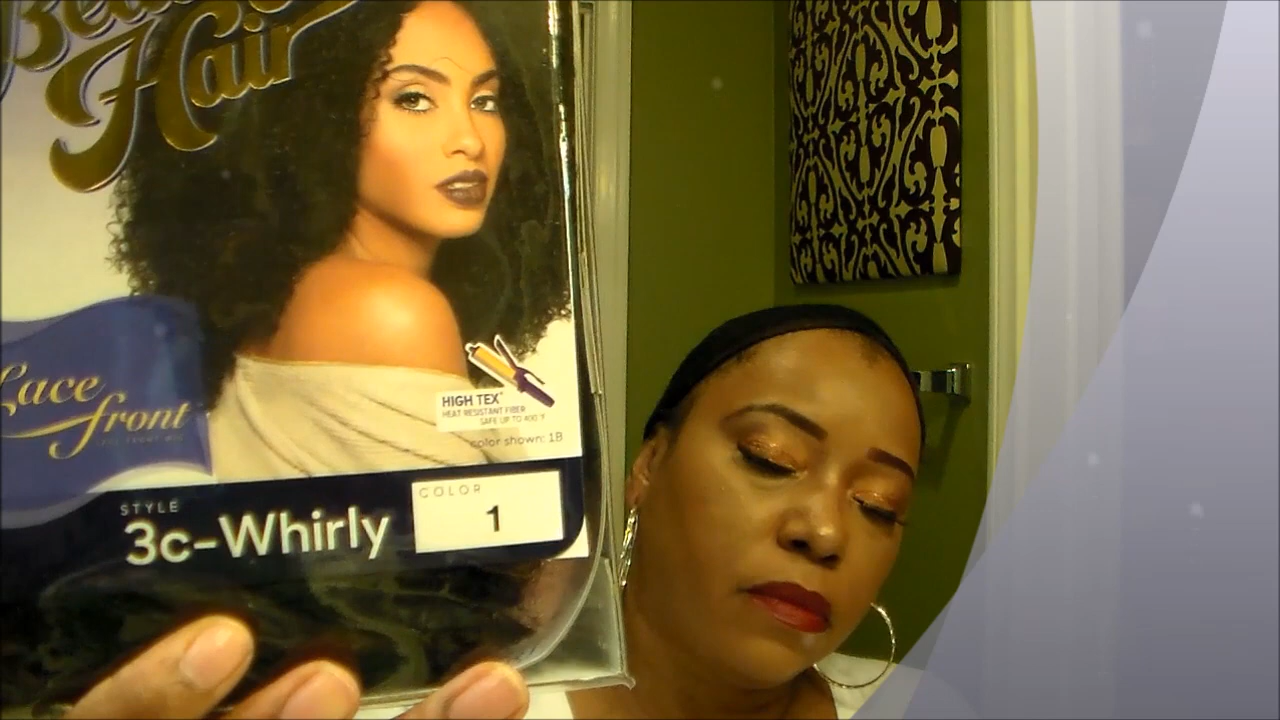 Hair
Lace
front
HIGH TEX
HEAT RESISTANT FIBER
SAFE UP TO 400°F
color shown: 1B
STYLE
3c-Whirly
COLOR
1